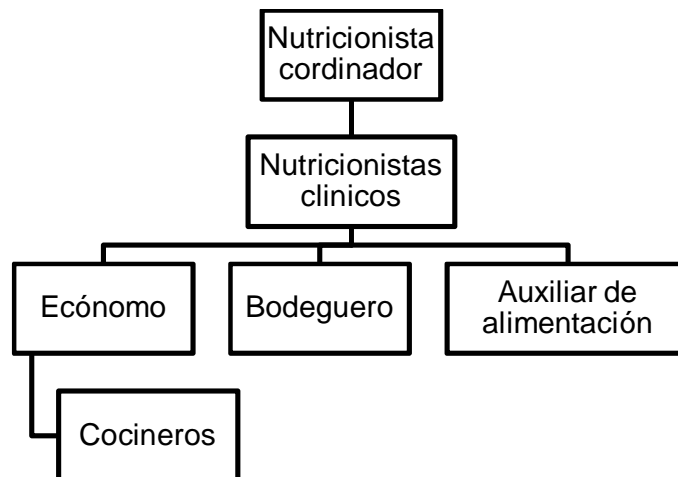 Nutricionista
cordinador
Nutricionistas
clinicos
Ecónomo
Bodeguero
Auxiliar de
alimentación
Cocineros